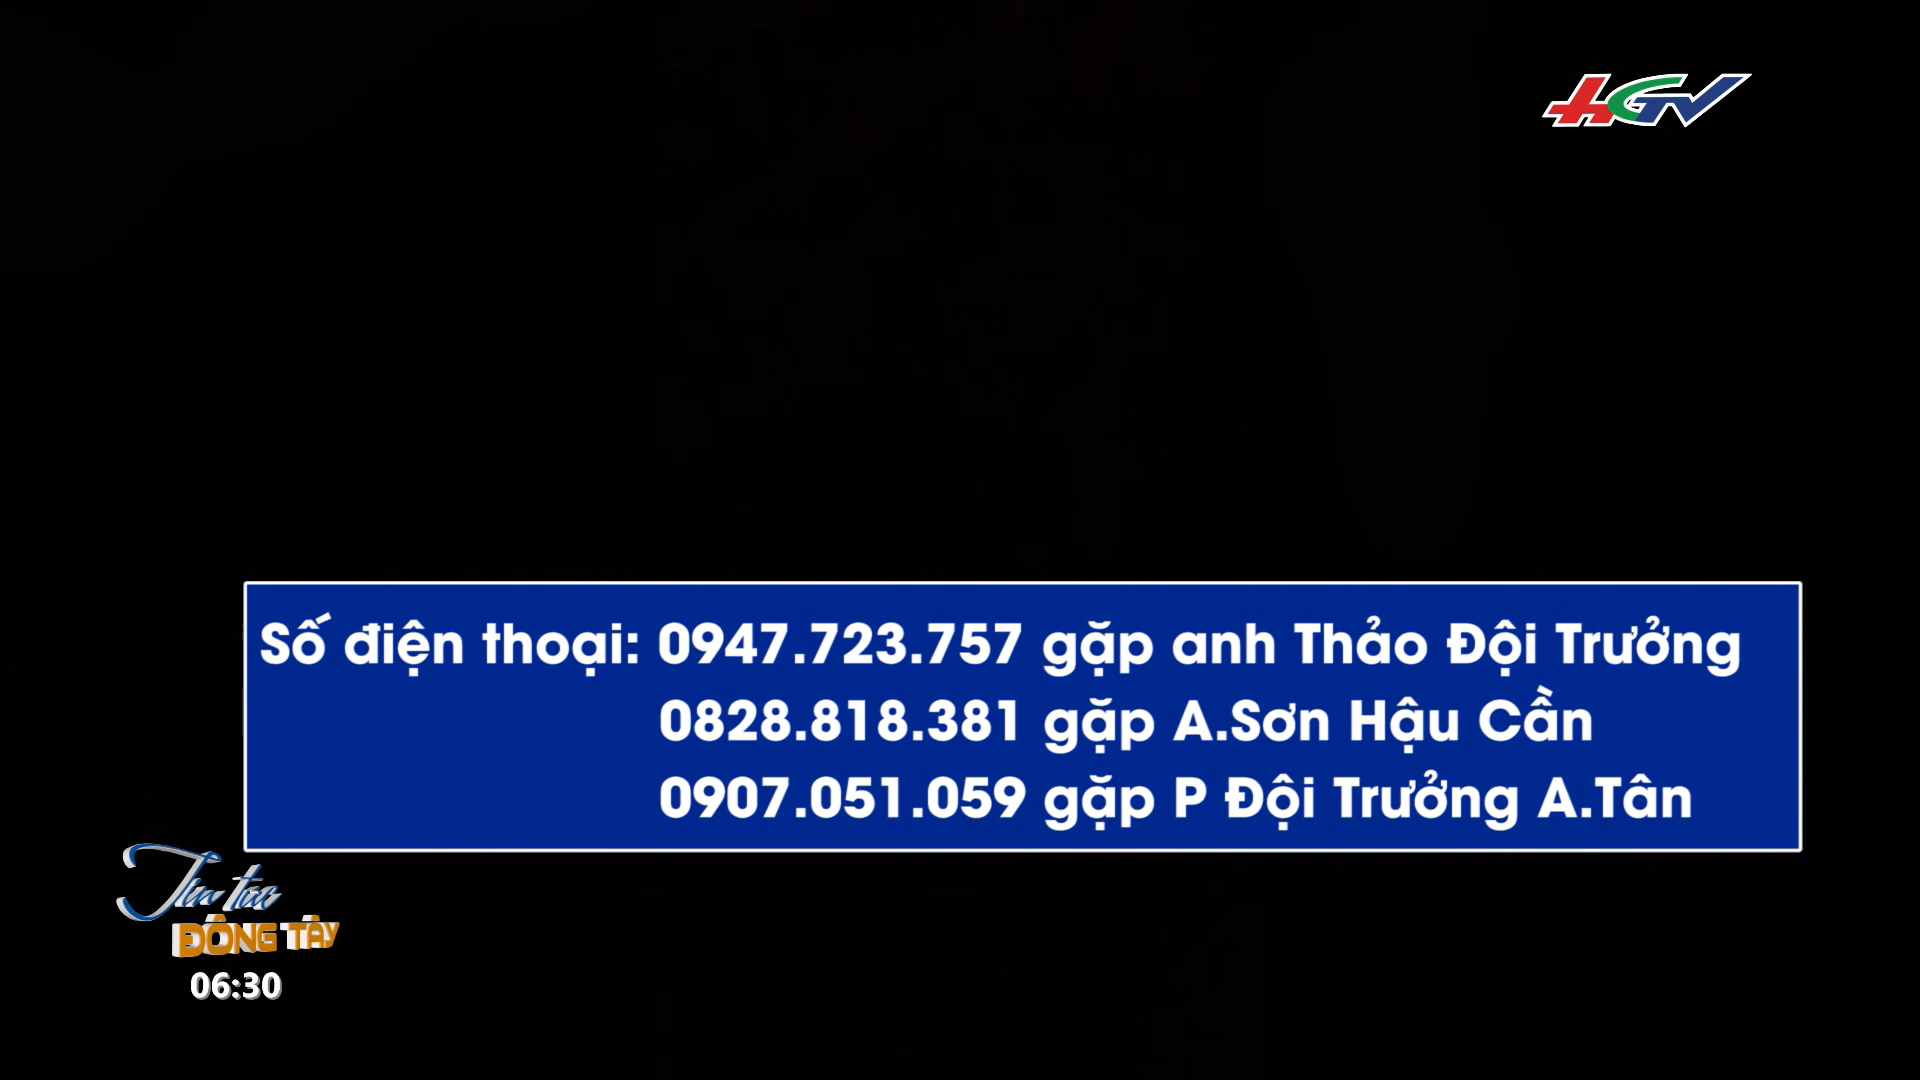 HGV
Số điện thoại: 0947.723.757 gặp anh Thảo Đội Trưởng
0828.818.381 gặp A.Sơn Hậu Cần
0907.051.059 gặp P Đội Trưởng A.Tân
Tin tức
ĐÔNG TÂY
06:30